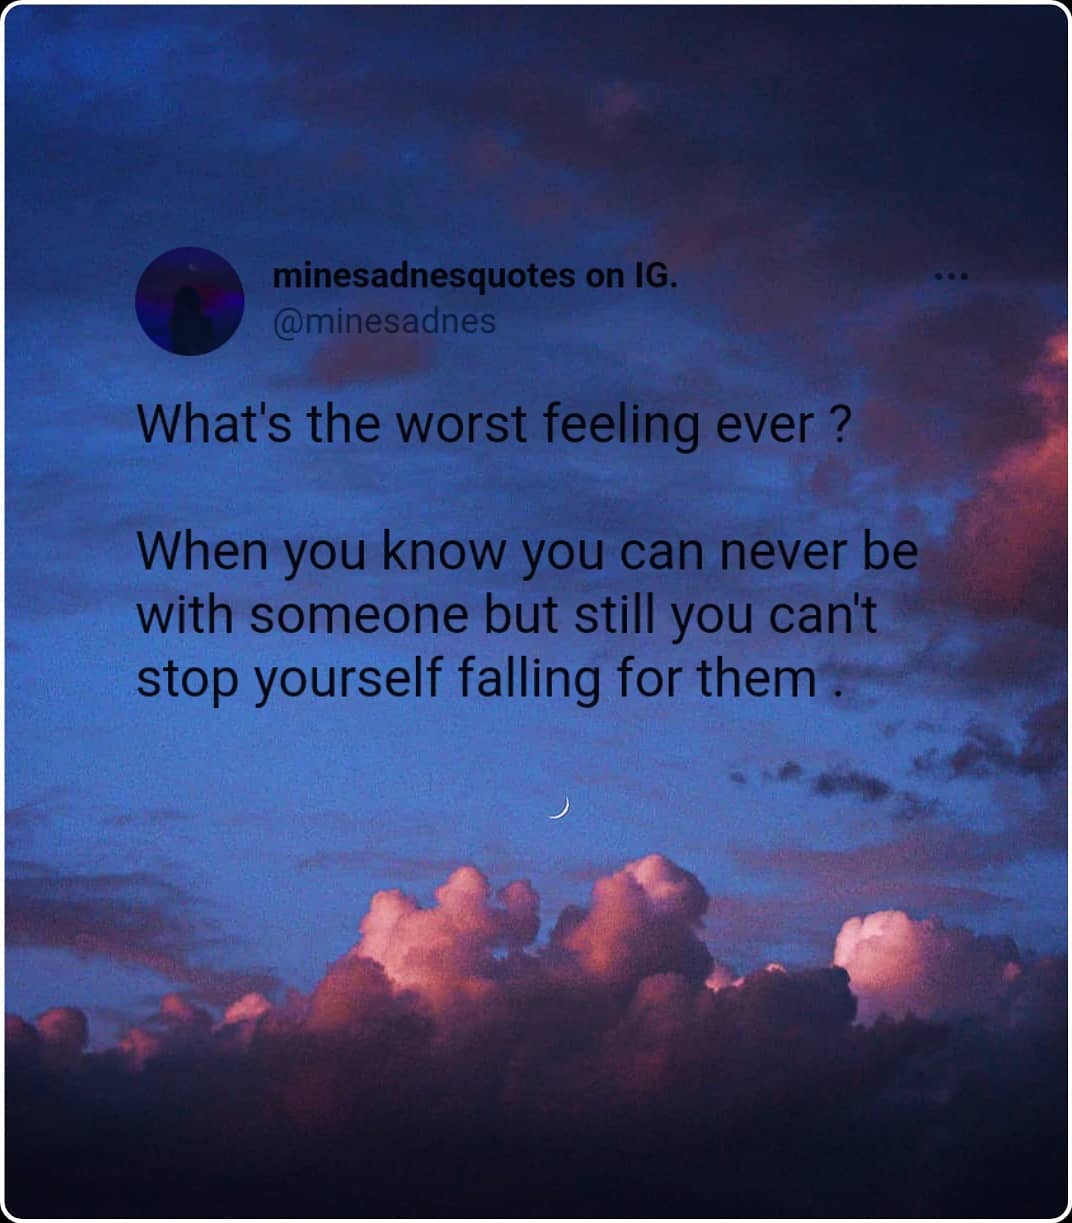 minesadnesquotes on IG.
@minesadnes
What's the worst feeling ever ?
When you know you can never be
with someone but still you can't
stop yourself falling for them .